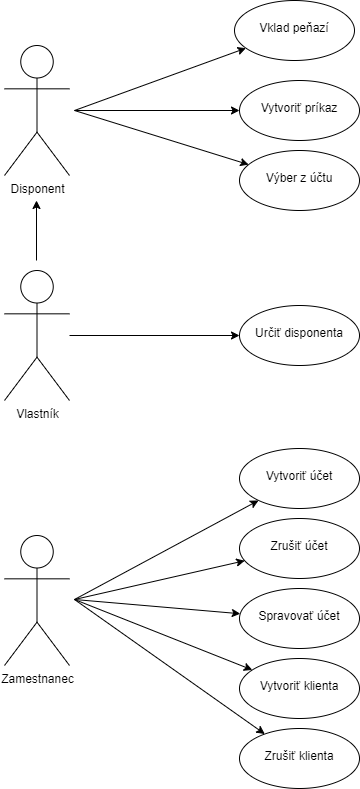 Vklad peňazí
Vytvoriť príkaz
Výber z účtu
Disponent
Určiť disponenta
Vlastník
Vytvoriť účet
Zrušiť účet
Spravovať účet
Zamestnanec
Vytvoriť klienta
Zrušiť klienta